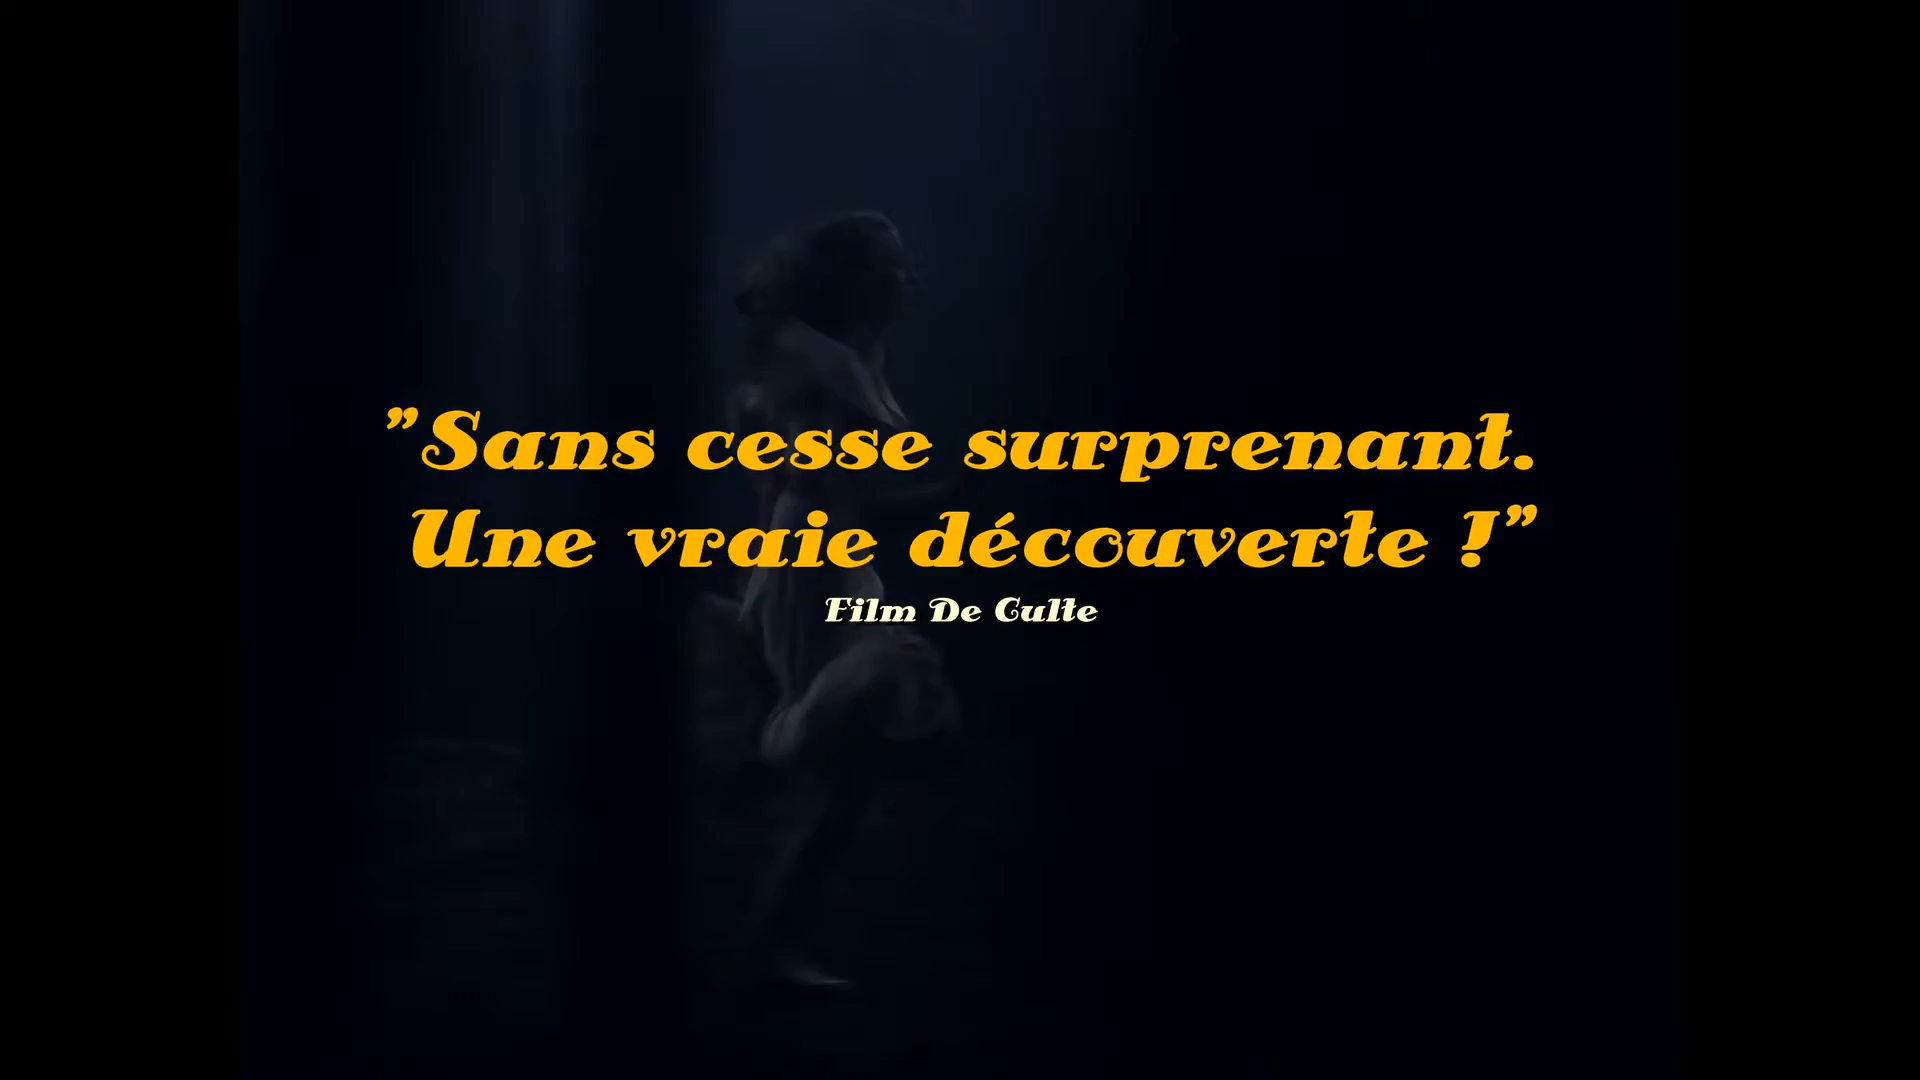 ”Sans cesse surprenant.
Une vraie découverte !”
Film De Culte